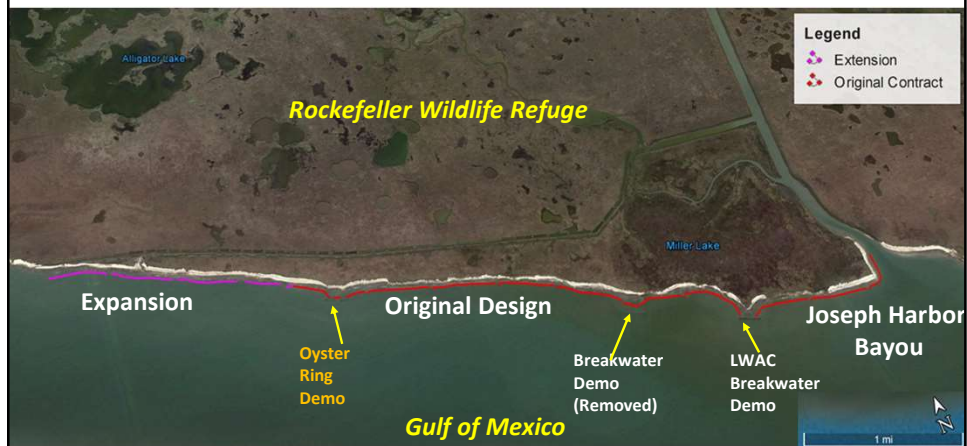 Legend
Extension
Original Contract
Alligator Lake
Rockefeller Wildlife Refuge
Miller Lake
Expansion
Original Design
Joseph Harbor
Bayou
Oyster
Ring
Demo
Breakwater
Demo
(Removed)
LWAC
Breakwater
Demo
Gulf of Mexico
N
1 mi